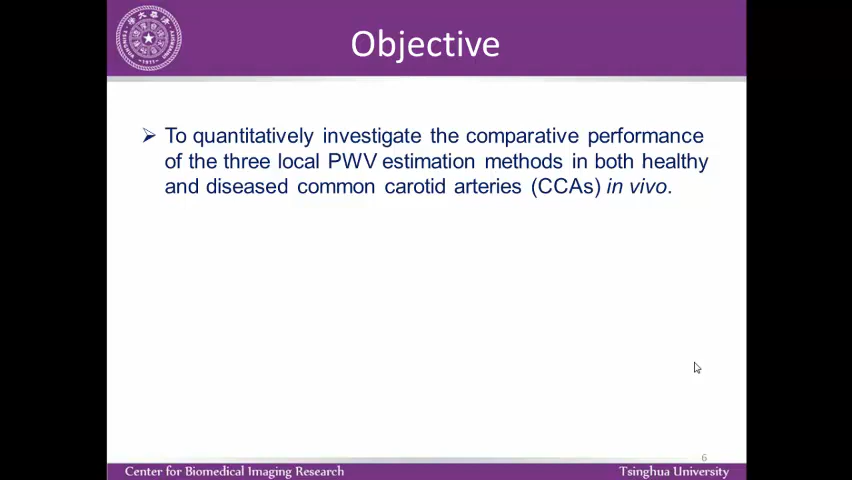 Objective
➢ To quantitatively investigate the comparative performance
of the three local PWV estimation methods in both healthy
and diseased common carotid arteries (CCAs) in vivo.
6
Center for Biomedical Imaging Research
Tsinghua University